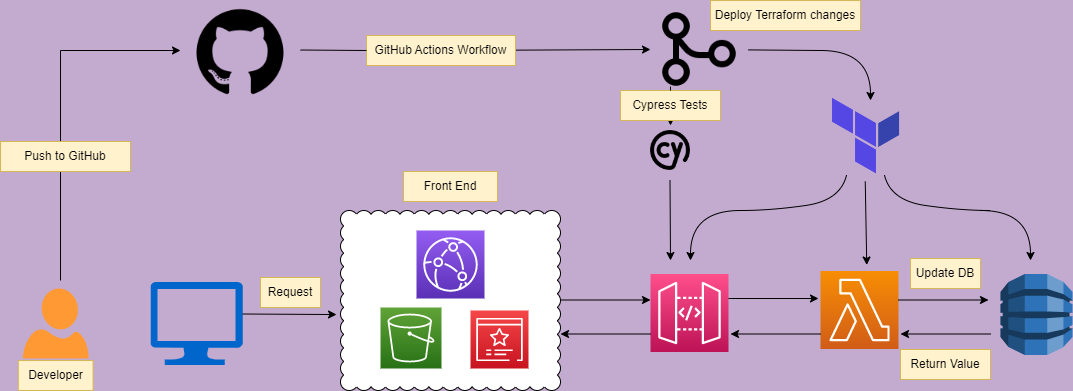 Deploy Terraform changes
GitHub Actions Workflow
Cypress Tests
cy
Push to GitHub
Front End
</>
Request
Update DB
Return Value
Developer